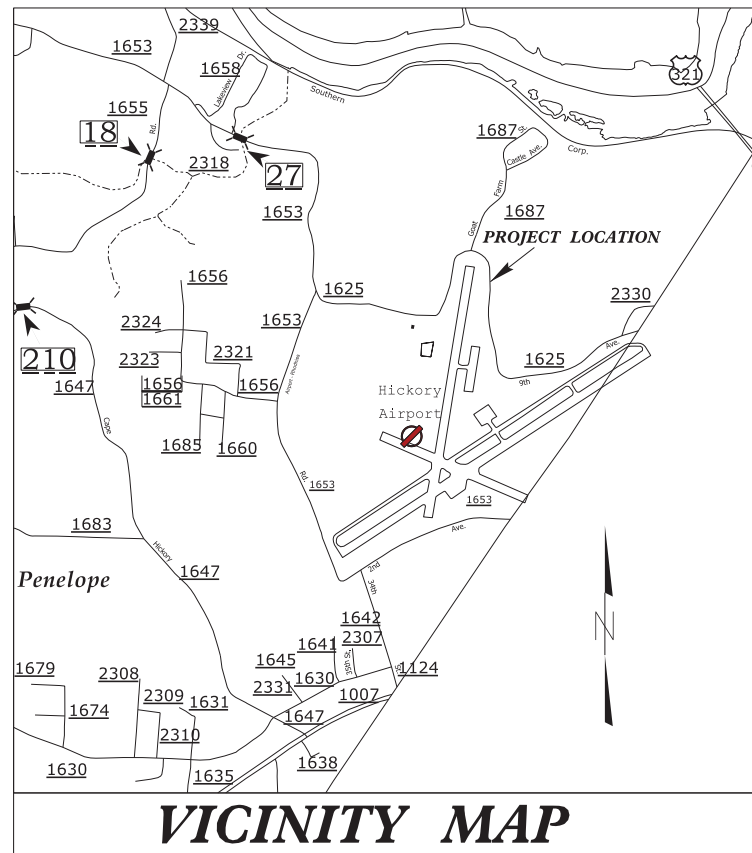 2339
1653
1658
Lakeview Dr.
Southern
321
1655
Rd.
18
1687
St.
Castle Ave.
Corp.
2318
27
Farm
1653
1687
Goat
PROJECT LOCATION
1656
1625
2330
2324
1653
Ave.
2323
2321
1625
210
Airport - Rhodhiss
9th
1647
1656
1656
Hickory
1661
Airport
Cape
1685
1660
Rd.
1653
1653
1683
Ave.
Hickory
2nd
Penelope
1647
34th
N
1642
1641
2307
35th St.
1645
St.
1124
1679
2308
1630
2331
2309
1631
1007
1674
1647
2310
1630
1635
1638
VICINITY MAP